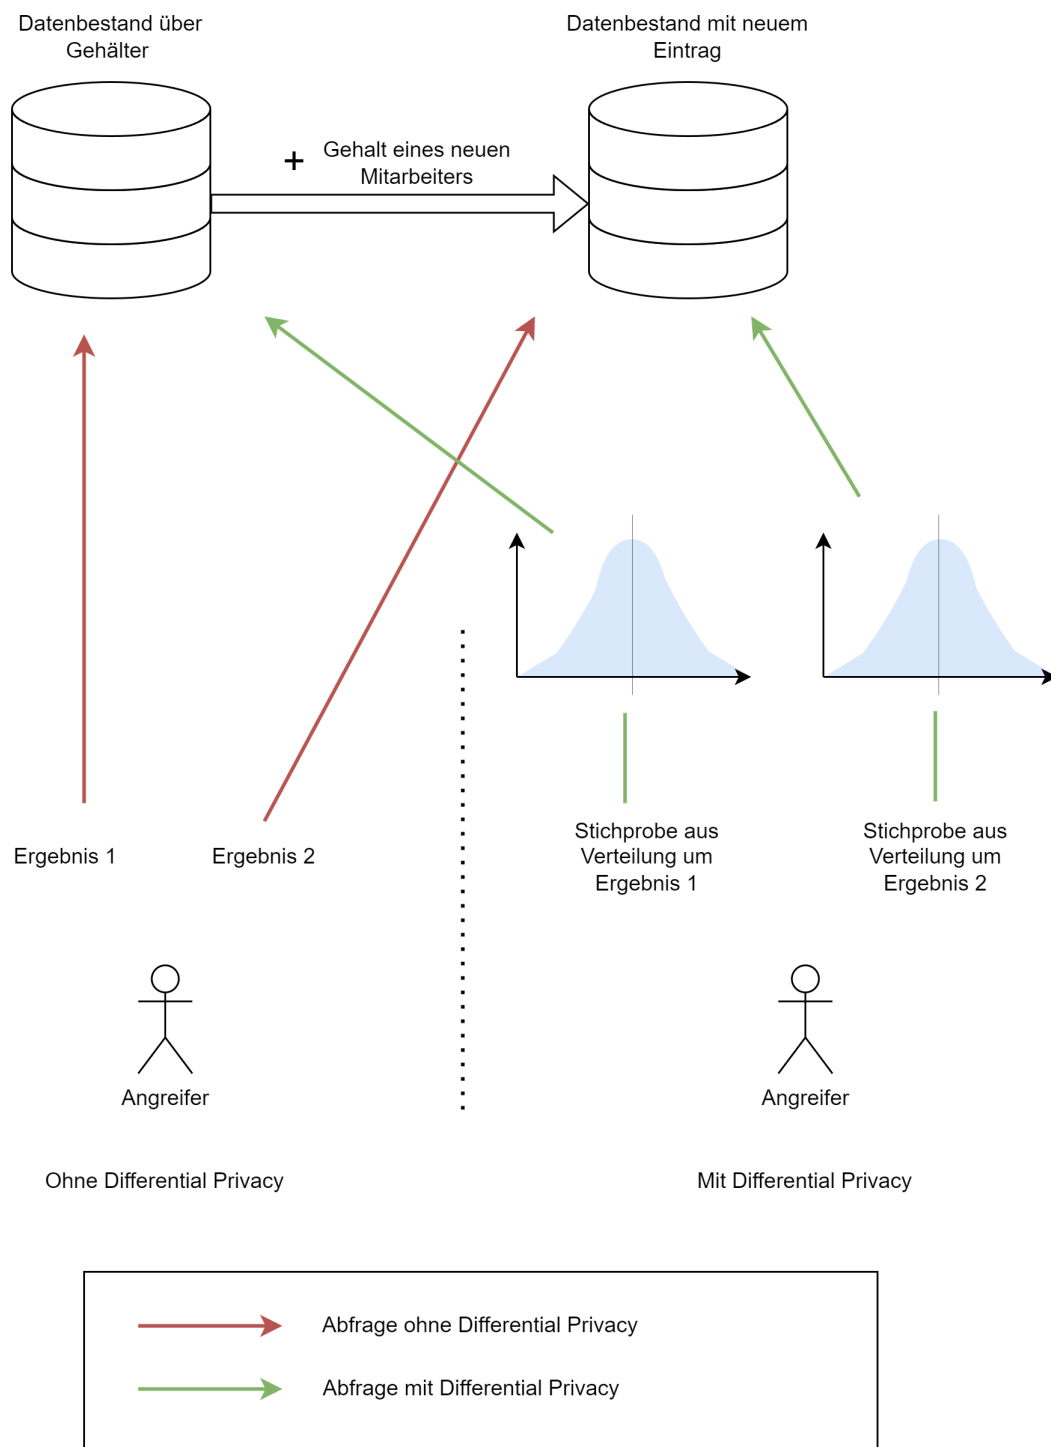 Datenbestand über
Gehälter
Datenbestand mit neuem
Eintrag
+ Gehalt eines neuen
Mitarbeiters
Ergebnis 1
Ergebnis 2
Stichprobe aus
Verteilung um
Ergebnis 1
Stichprobe aus
Verteilung um
Ergebnis 2
Angreifer
Angreifer
Ohne Differential Privacy
Mit Differential Privacy
Abfrage ohne Differential Privacy
Abfrage mit Differential Privacy